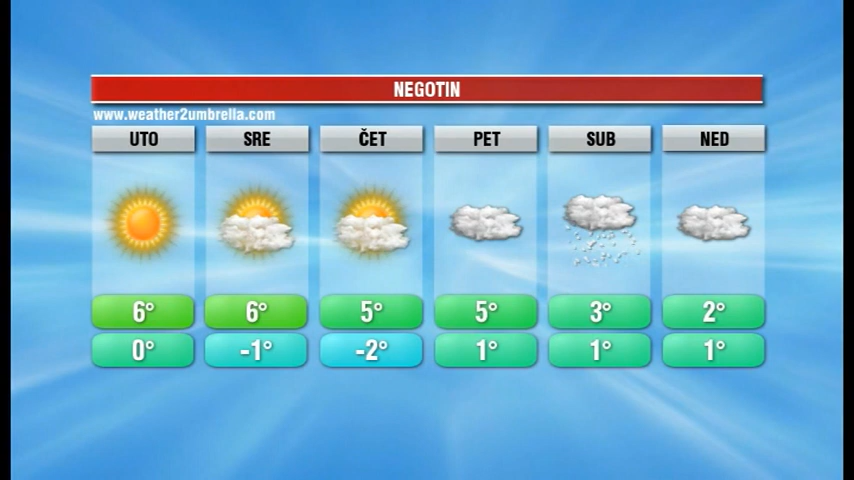 NEGOTIN
www.weather2umbrella.com
UTO SRE ČET PET SUB NED
6° 6° 5° 5° 3° 2°
0° -1° -2° 1° 1° 1°